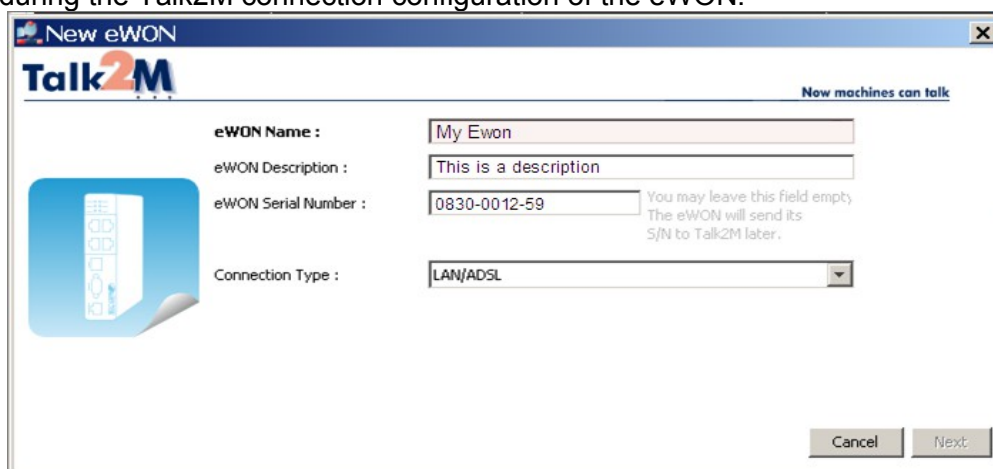 during the Talk2M connection configuration of the eWON.
New eWON
Talk2M
Now machines can talk
eWON Name :
My Ewon
eWON Description :
This is a description
eWON Serial Number :
0830-0012-59
You may leave this field empty
The eWON will send its
S/N to Talk2M later.
Connection Type :
LAN/ADSL
Cancel
Next